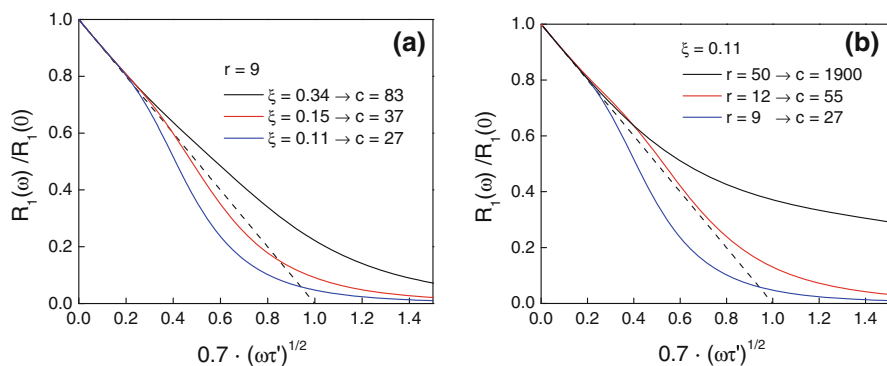 (a)
r = 9
ξ = 0.34 → c = 83
ξ = 0.15 → c = 37
ξ = 0.11 → c = 27
R₁(ω) /R₁(0)
1.0
0.8
0.6
0.4
0.2
0.0
0.0 0.2 0.4 0.6 0.8 1.0 1.2 1.4
0.7 · (ωτ')^1/2
(b)
ξ = 0.11
r = 50 → c = 1900
r = 12 → c = 55
r = 9 → c = 27
R₁(ω) /R₁(0)
1.0
0.8
0.6
0.4
0.2
0.0
0.0 0.2 0.4 0.6 0.8 1.0 1.2 1.4
0.7 · (ωτ')^1/2